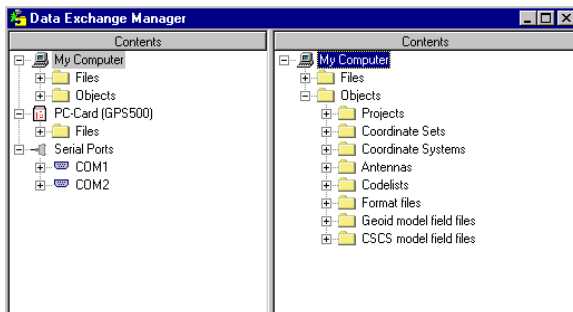 Data Exchange Manager
Contents
My Computer
Files
Objects
PC-Card (GPS500)
Files
Serial Ports
COM1
COM2
Contents
My Computer
Files
Objects
Projects
Coordinate Sets
Coordinate Systems
Antennas
Codelists
Format files
Geoid model field files
CSCS model field files